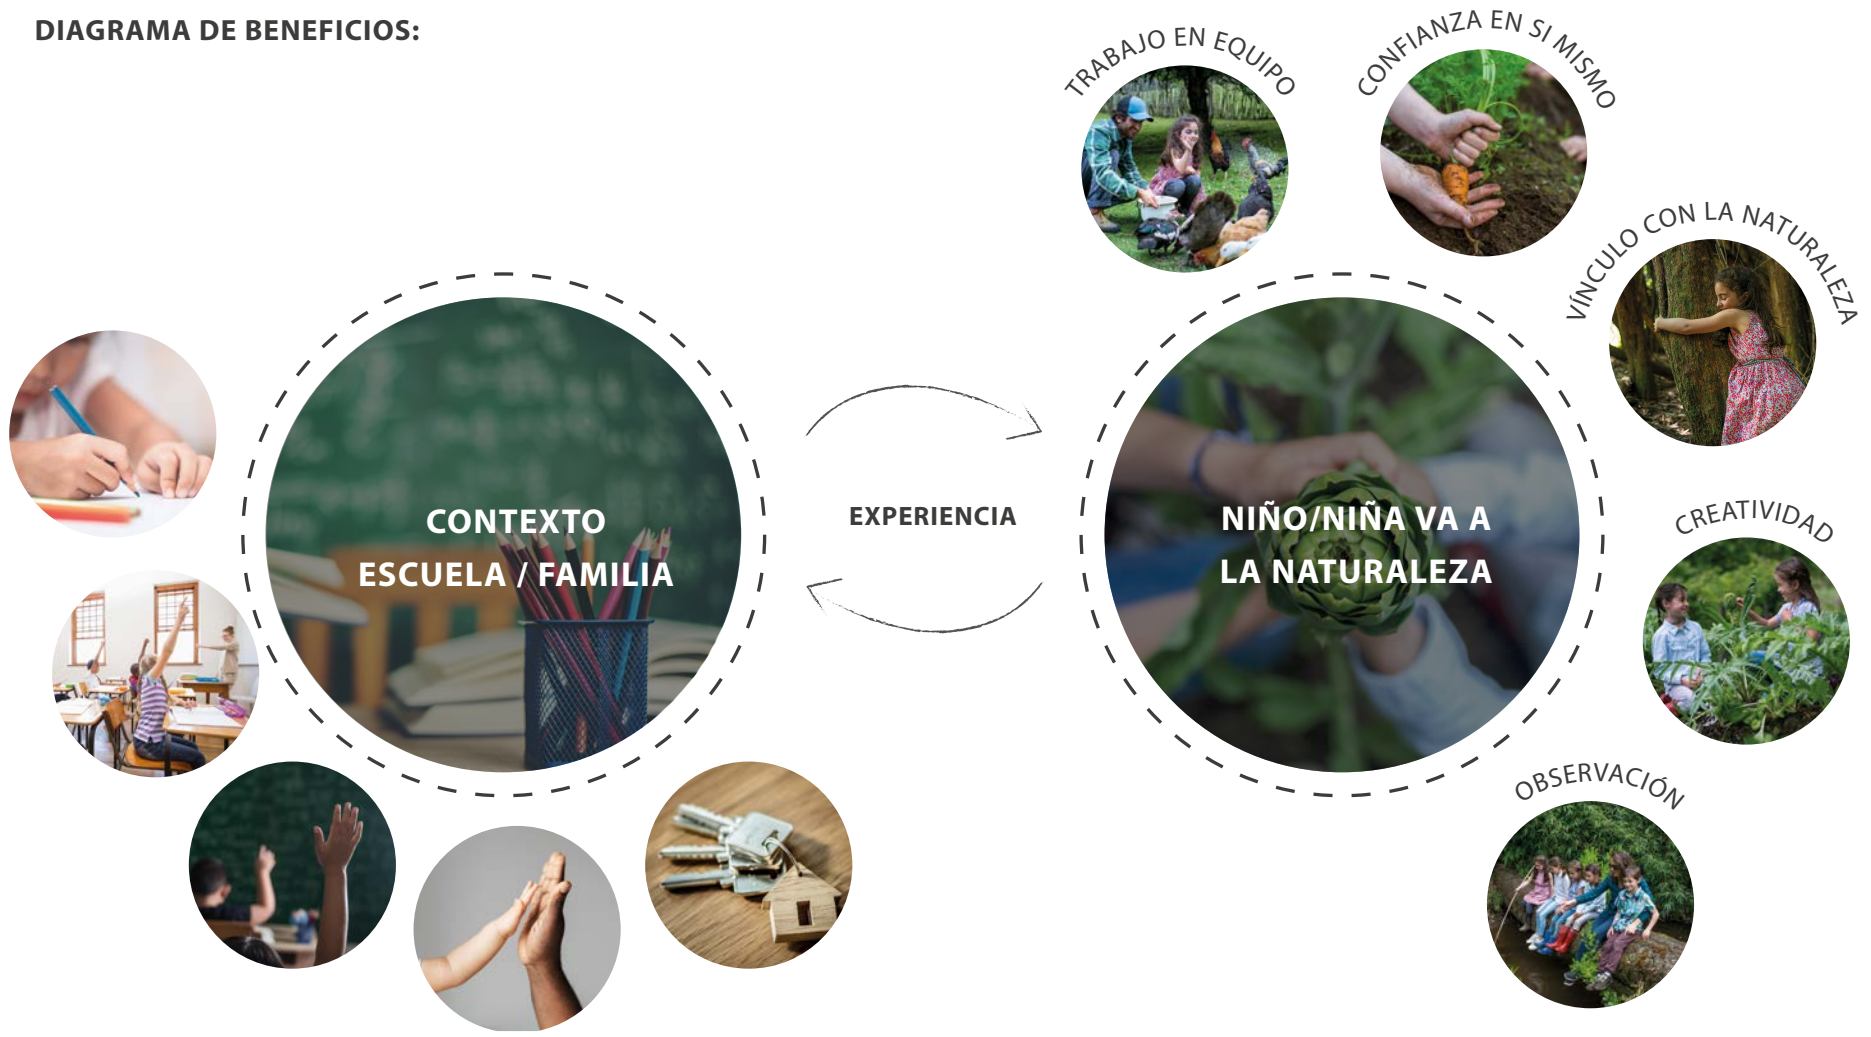 DIAGRAMA DE BENEFICIOS:
TRABAJO EN EQUIPO
CONFIANZA EN SI MISMO
VÍNCULO CON LA NATURALEZA
CONTEXTO
ESCUELA / FAMILIA
EXPERIENCIA
NIÑO/NIÑA VA A
LA NATURALEZA
CREATIVIDAD
OBSERVACIÓN